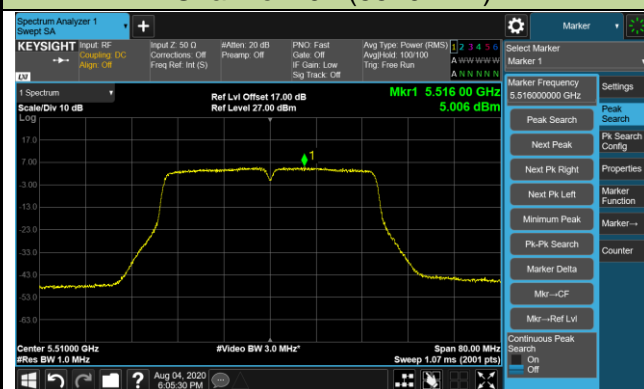 Spectrum Analyzer 1
Swept SA
Marker
KEYSIGHT
Input: RF
Coupling: DC
Align: Off
Input Z: 50 Ω
Corrections: Off
Freq Ref: Int (S)
#Atten: 20 dB
Preamp: Off
PNO: Fast
Gate: Off
IF Gain: Low
Sig Track: Off
Avg Type: Power (RMS)
Avg|Hold: 100/100
Trig: Free Run
1 2 3 4 5 6
A W W W W W
A N N N N N
Select Marker
Marker 1
LXI
1 Spectrum
Scale/Div 10 dB
Log
Ref Lvl Offset 17.00 dB
Ref Level 27.00 dBm
Mkr1 5.516 00 GHz
5.006 dBm
17.0
7.00
-3.00
-13.0
-23.0
-33.0
-43.0
-53.0
-63.0
1
Center 5.51000 GHz
#Res BW 1.0 MHz
#Video BW 3.0 MHz*
Span 80.00 MHz
Sweep 1.07 ms (2001 pts)
Marker Frequency
5.516000000 GHz
Peak Search
Next Peak
Next Pk Right
Next Pk Left
Minimum Peak
Pk-Pk Search
Marker Delta
Mkr→CF
Mkr→Ref Lvl
Continuous Peak
Search
On
Off
Settings
Peak
Search
Pk Search
Config
Properties
Marker
Function
Marker→
Counter
Aug 04, 2020
6:05:30 PM